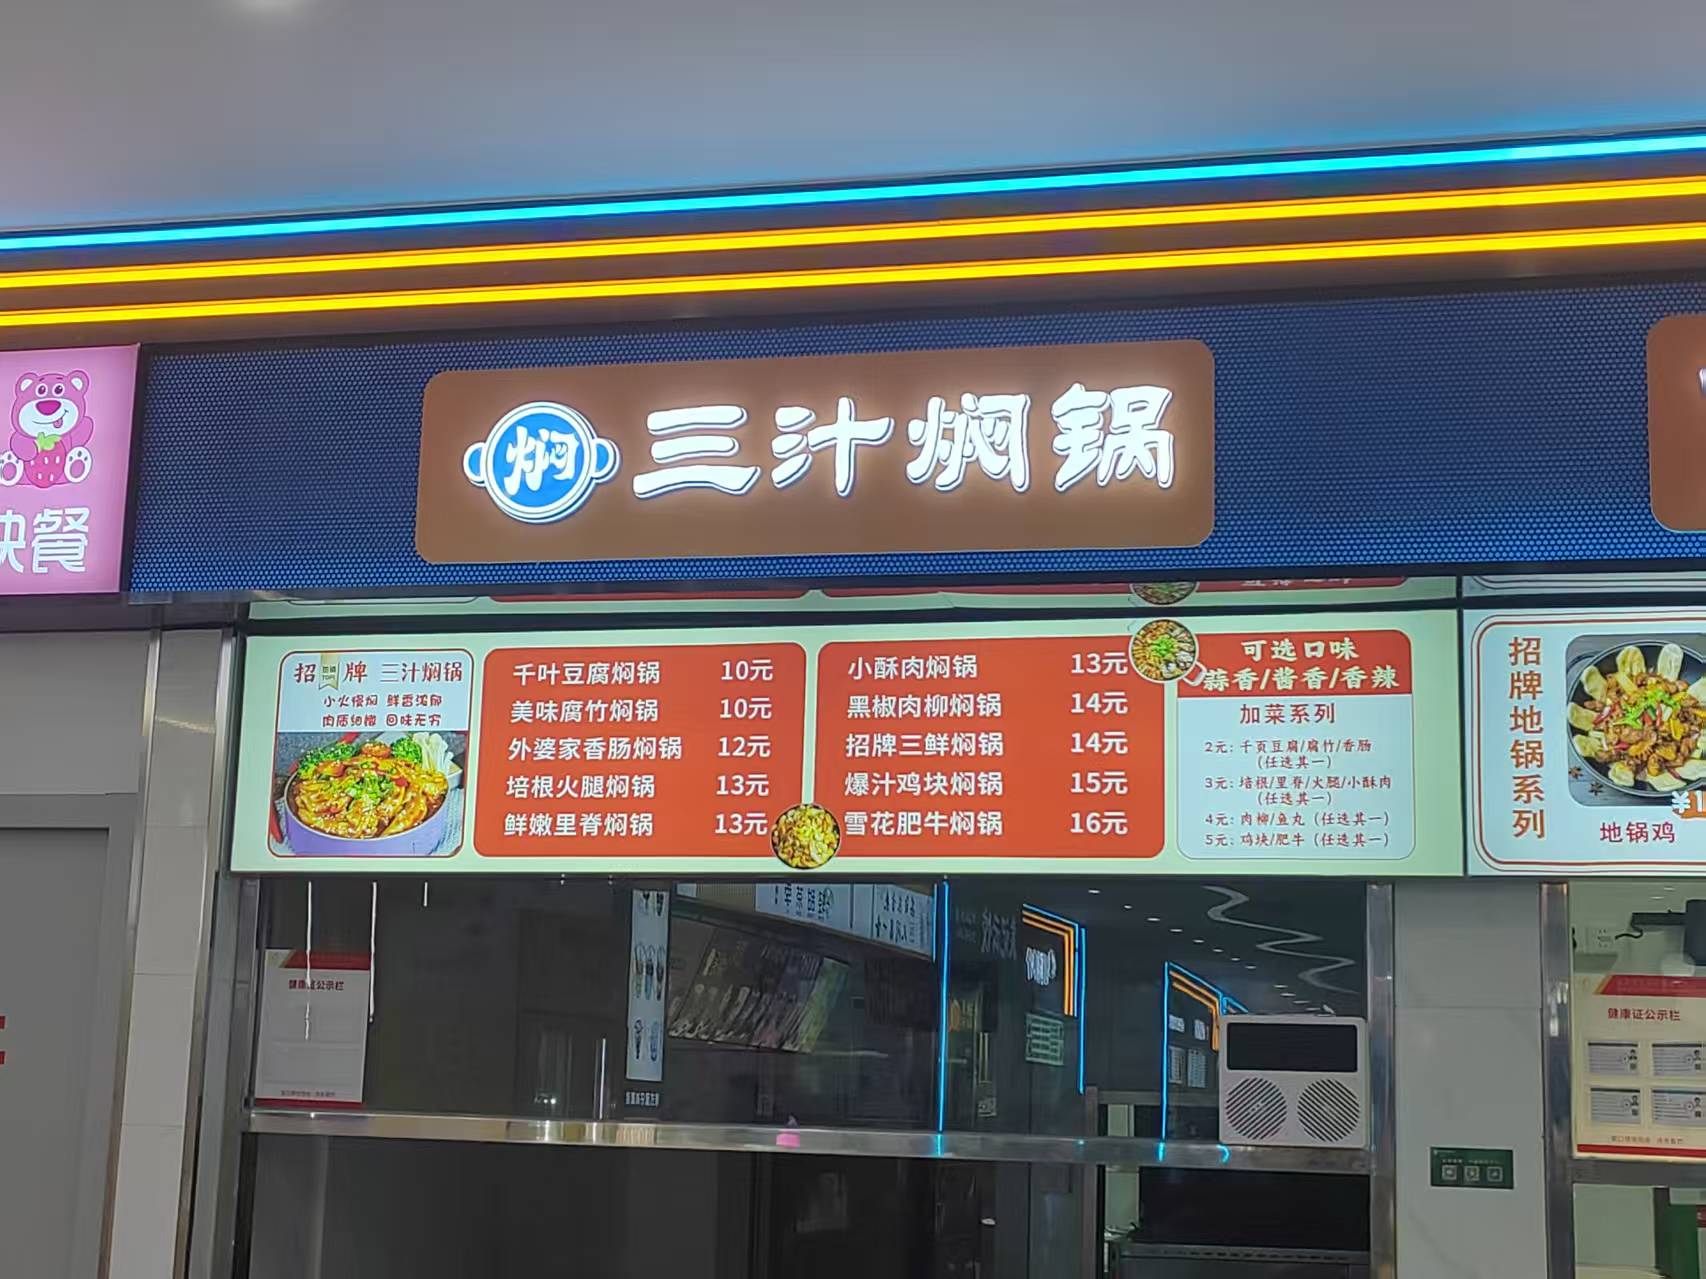 快餐
焖
三汁焖锅
招牌 三汁焖锅
小火慢焖 鲜香浓郁
肉质细嫩 回味无穷
千叶豆腐焖锅 10元
美味腐竹焖锅 10元
外婆家香肠焖锅 12元
培根火腿焖锅 13元
鲜嫩里脊焖锅 13元
小酥肉焖锅 13元
黑椒肉柳焖锅 14元
招牌三鲜焖锅 14元
爆汁鸡块焖锅 15元
雪花肥牛焖锅 16元
可选口味
蒜香/酱香/香辣
加菜系列
2元: 千页豆腐/腐竹/香肠
(任选其一)
3元: 培根/里脊/火腿/小酥肉
(任选其一)
4元: 肉柳/鱼丸 (任选其一)
5元: 鸡块/肥牛 (任选其一)
招牌地锅系列
地锅鸡
健康证公示栏
健康证公示栏